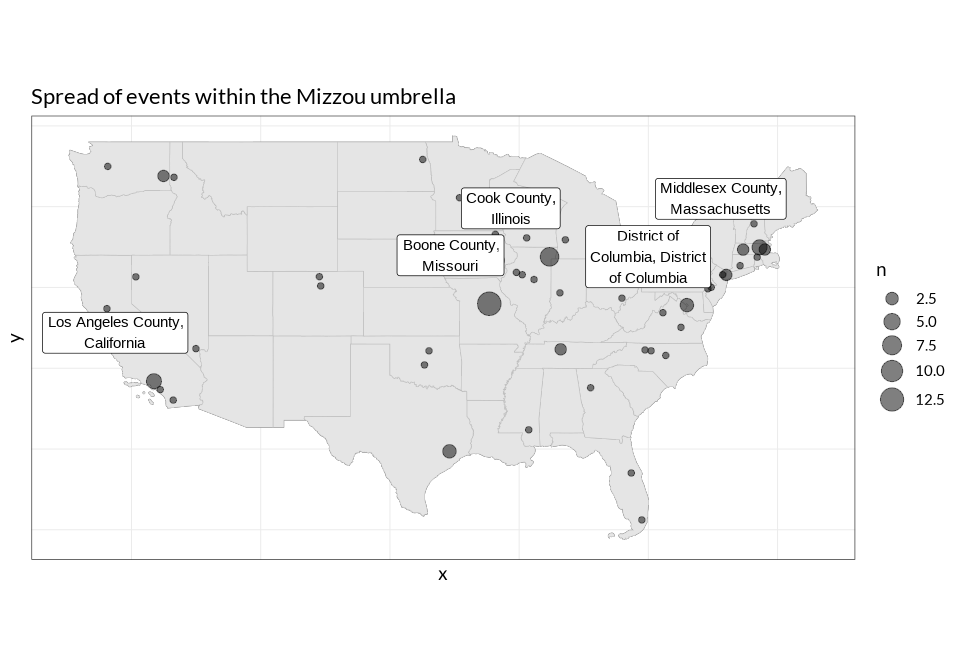 Spread of events within the Mizzou umbrella
Middlesex County,
Massachusetts
Cook County,
Illinois
District of
Columbia, District
of Columbia
Boone County,
Missouri
Los Angeles County,
California
y
x
n
2.5
5.0
7.5
10.0
12.5